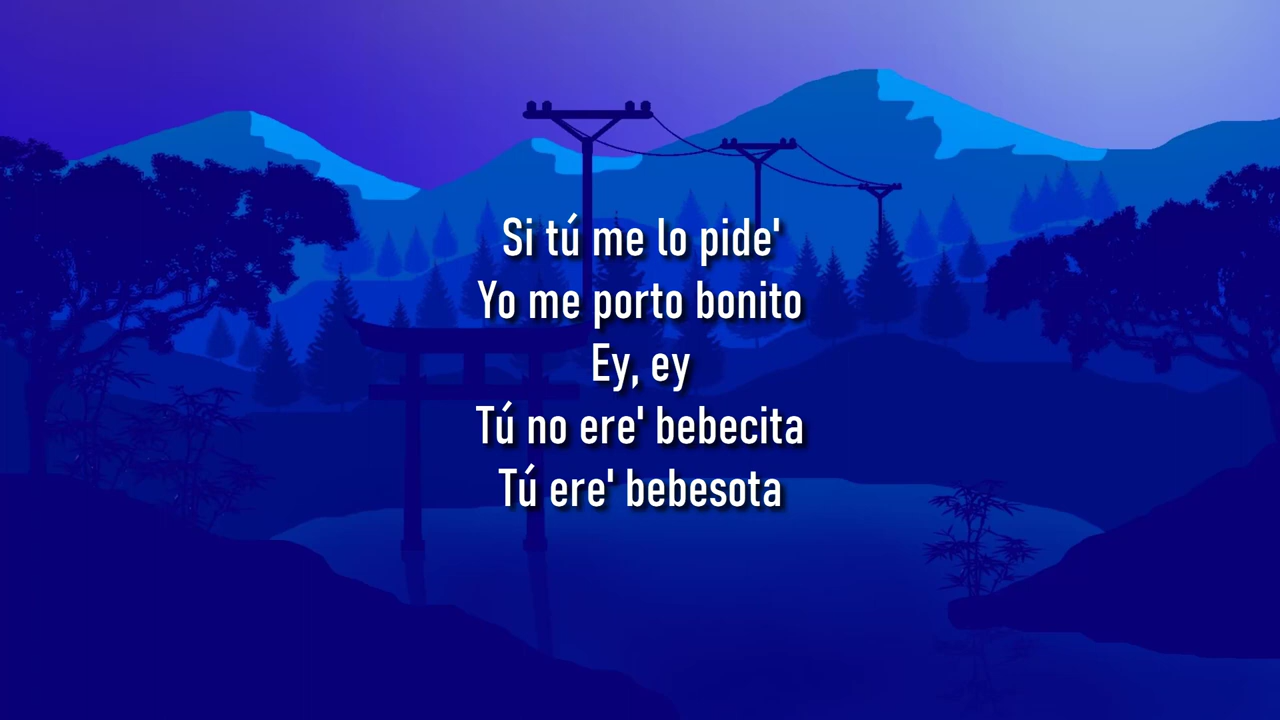 Si tú me lo pide'
Yo me porto bonito
Ey, ey
Tú no ere' bebecita
Tú ere' bebesota